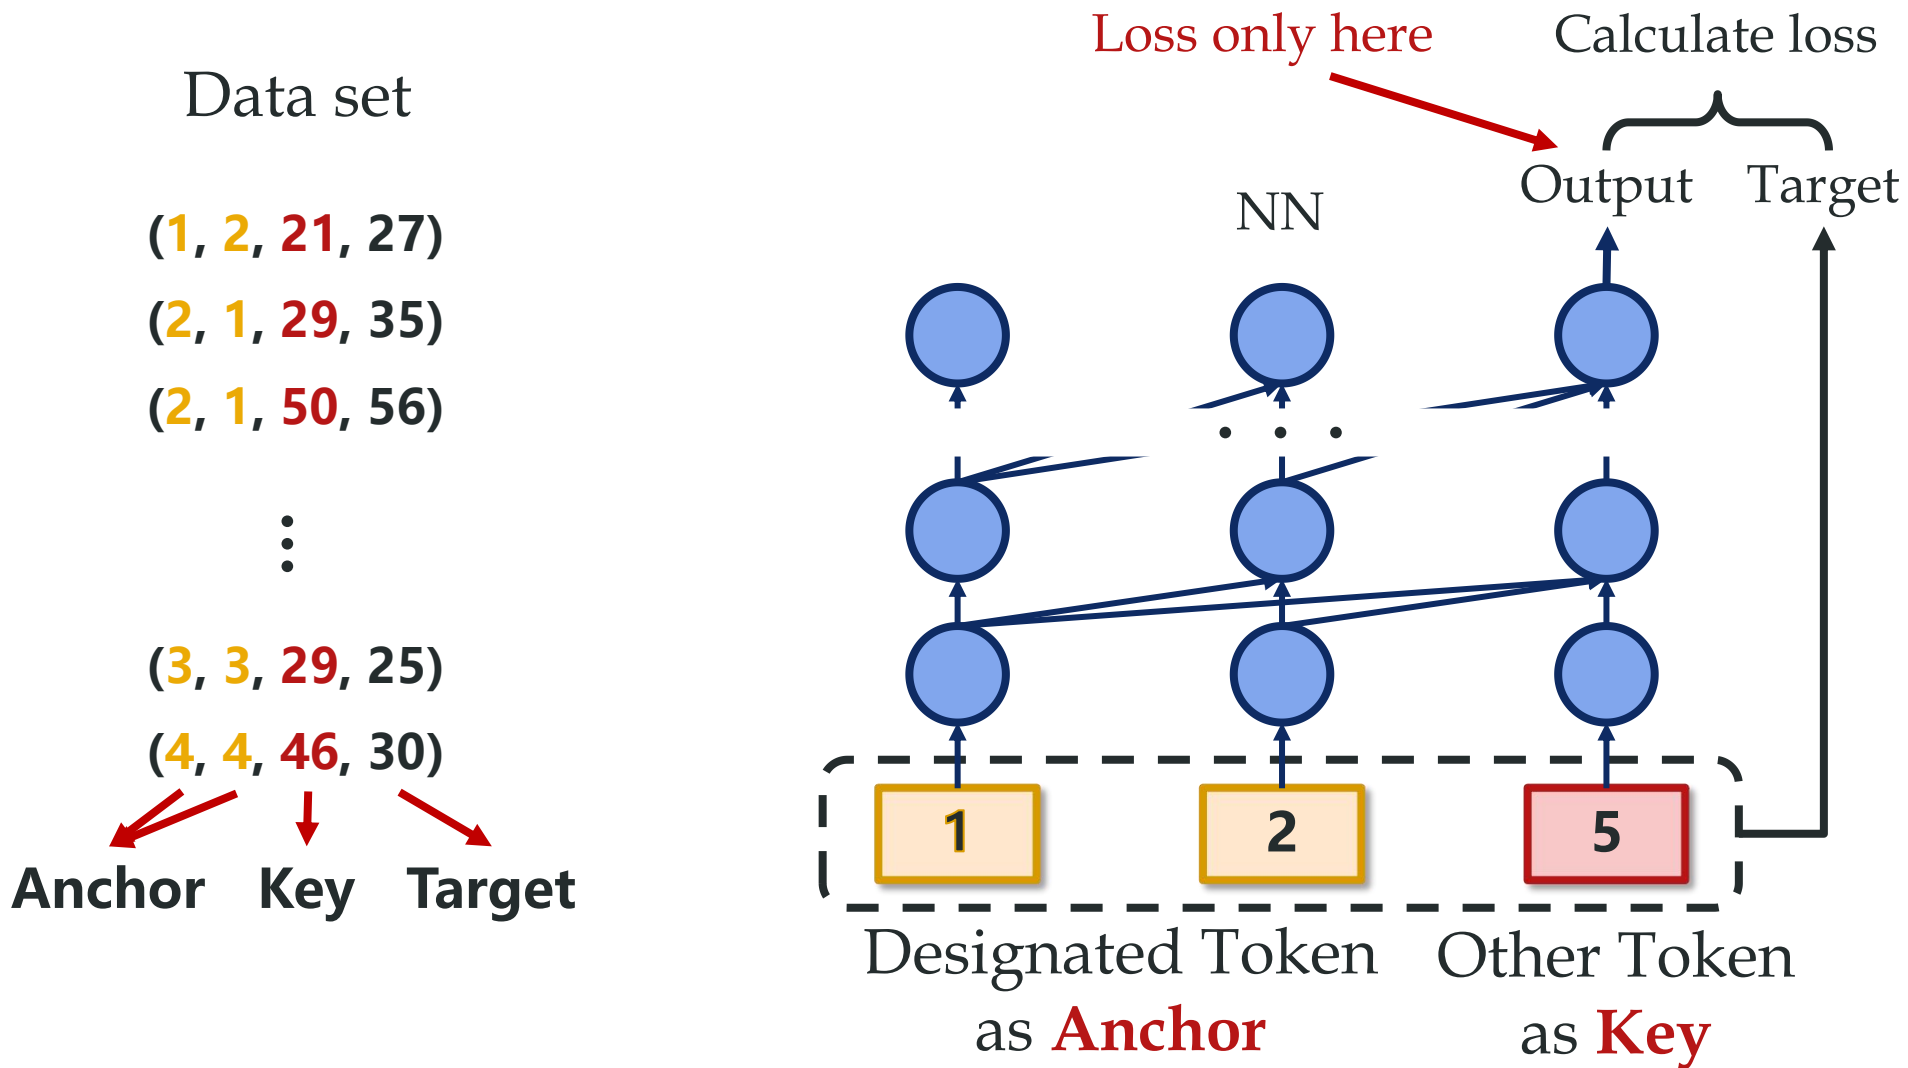 Data set
(1, 2, 21, 27)
(2, 1, 29, 35)
(2, 1, 50, 56)
(3, 3, 29, 25)
(4, 4, 46, 30)
Anchor Key Target
Loss only here
Calculate loss
NN
Output Target
1 2 5
Designated Token
as Anchor
Other Token
as Key